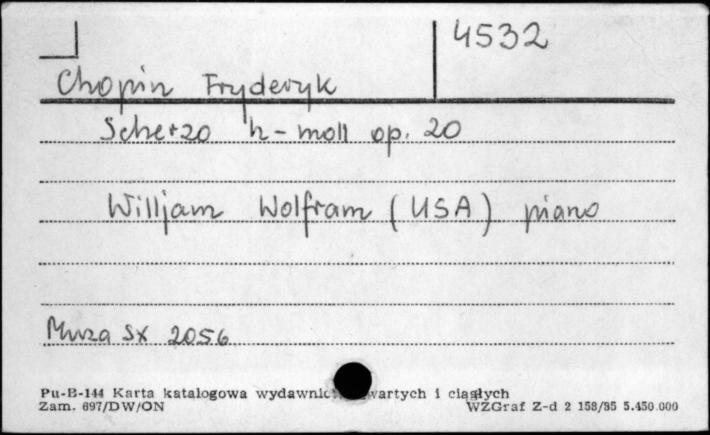 4532
Chopin Fryderyk
Scherzo h-moll op. 20
Willjam Wolfram (USA) piano
Muza SX 2056
Pu-B-144 Karta katalogowa wydawnict wartych i ciągłych
Zam. 697/DW/ON WZGraf Z-d 2 158/85 5.450.000